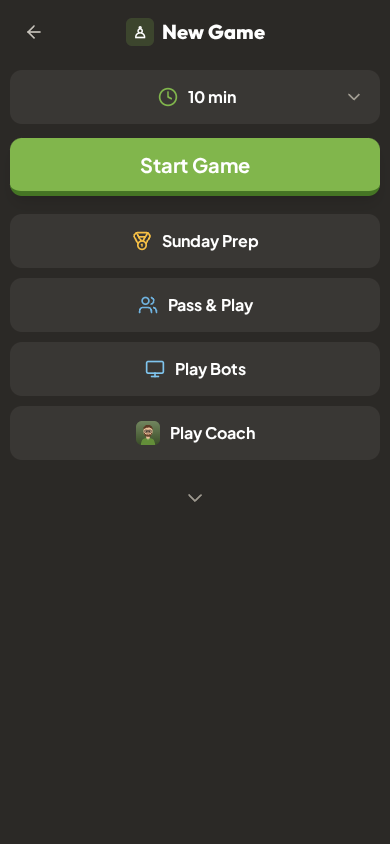 New Game
10 min
Start Game
Sunday Prep
Pass & Play
Play Bots
Play Coach